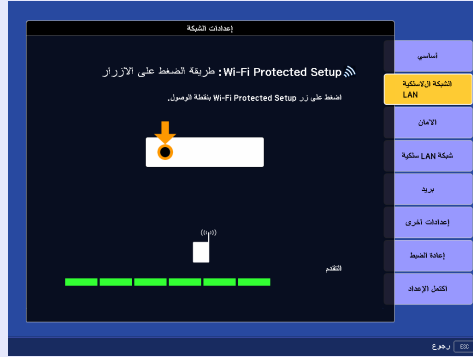 إعدادات الشبكة
Wi-Fi Protected Setup: طريقة الضغط على الازرار
اضغط على زر Wi-Fi Protected Setup بنقطة الوصول.
التقدم
أساسي
الشبكة اللاسلكية
LAN
الأمان
شبكة LAN سلكية
بريد
إعدادات أخرى
إعادة الضبط
اكتمل الإعداد
رجوع ESC